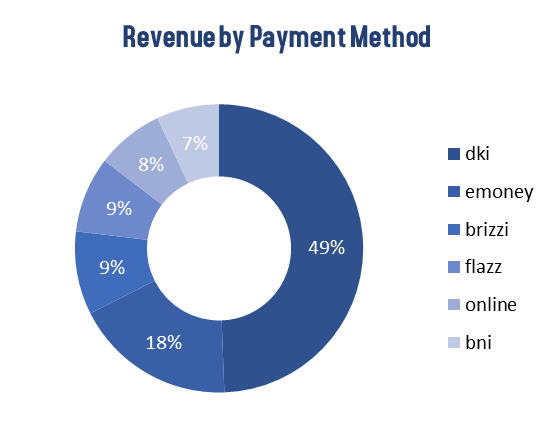 Revenue by Payment Method
7%
8%
9%
49%
9%
18%
dki
emoney
brizzi
flazz
online
bni